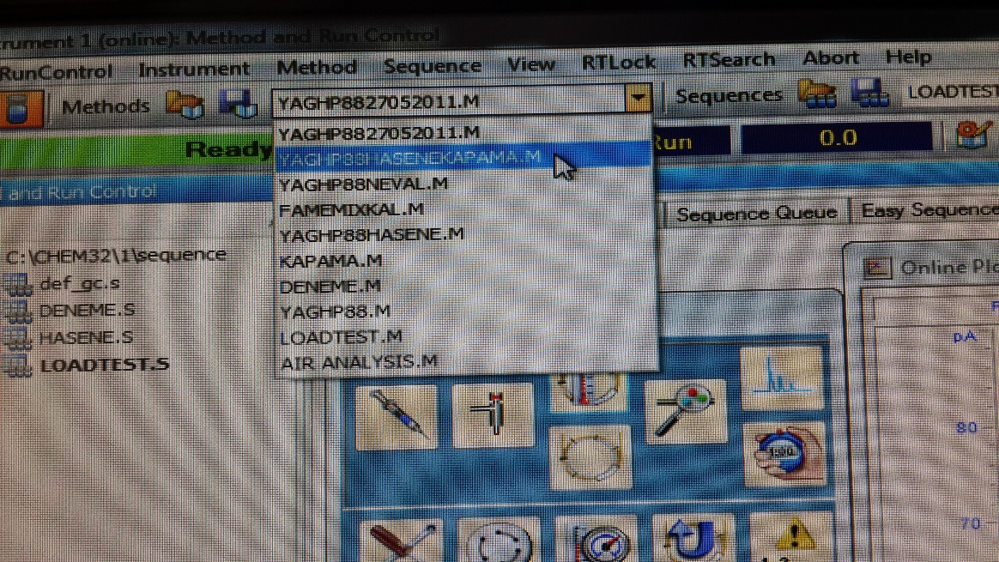 rument 1 (online): Method and Run Control
RunControl Instrument Method Sequence View RTLock RTSearch Abort Help
Methods YAGHP8827052011.M Sequences LOADTEST
Ready Run 0.0
YAGHP8827052011.M
YAGHP88HASENEKAPAMA.M
and Run Control
YAGHP88NEVAL.M
FAMEMIXKAL.M
Sequence Queue Easy Sequence
YAGHP88HASENE.M
C:\CHEM32\1\sequence
KAPAMA.M
Online Plo
def_gc.s
DENEME.M
DENEME.S
YAGHP88.M
HASENE.S
LOADTEST.M
pA
LOADTEST.S
AIR ANALYSIS.M
80
70